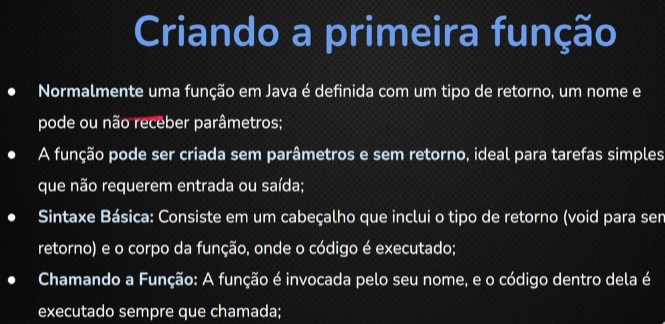 Criando a primeira função
● Normalmente uma função em Java é definida com um tipo de retorno, um nome e
pode ou não receber parâmetros;
● A função pode ser criada sem parâmetros e sem retorno, ideal para tarefas simples
que não requerem entrada ou saída;
● Sintaxe Básica: Consiste em um cabeçalho que inclui o tipo de retorno (void para sem
retorno) e o corpo da função, onde o código é executado;
● Chamando a Função: A função é invocada pelo seu nome, e o código dentro dela é
executado sempre que chamada;